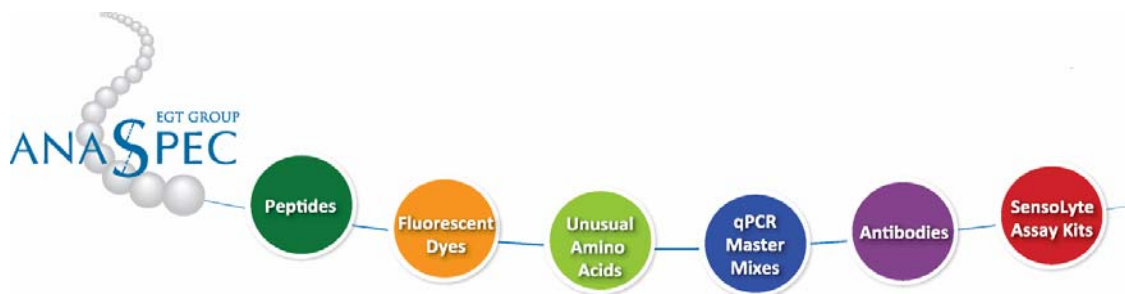 EGT GROUP
ANASPEC
Peptides
Fluorescent
Dyes
Unusual
Amino
Acids
qPCR
Master
Mixes
Antibodies
SensoLyte
Assay Kits